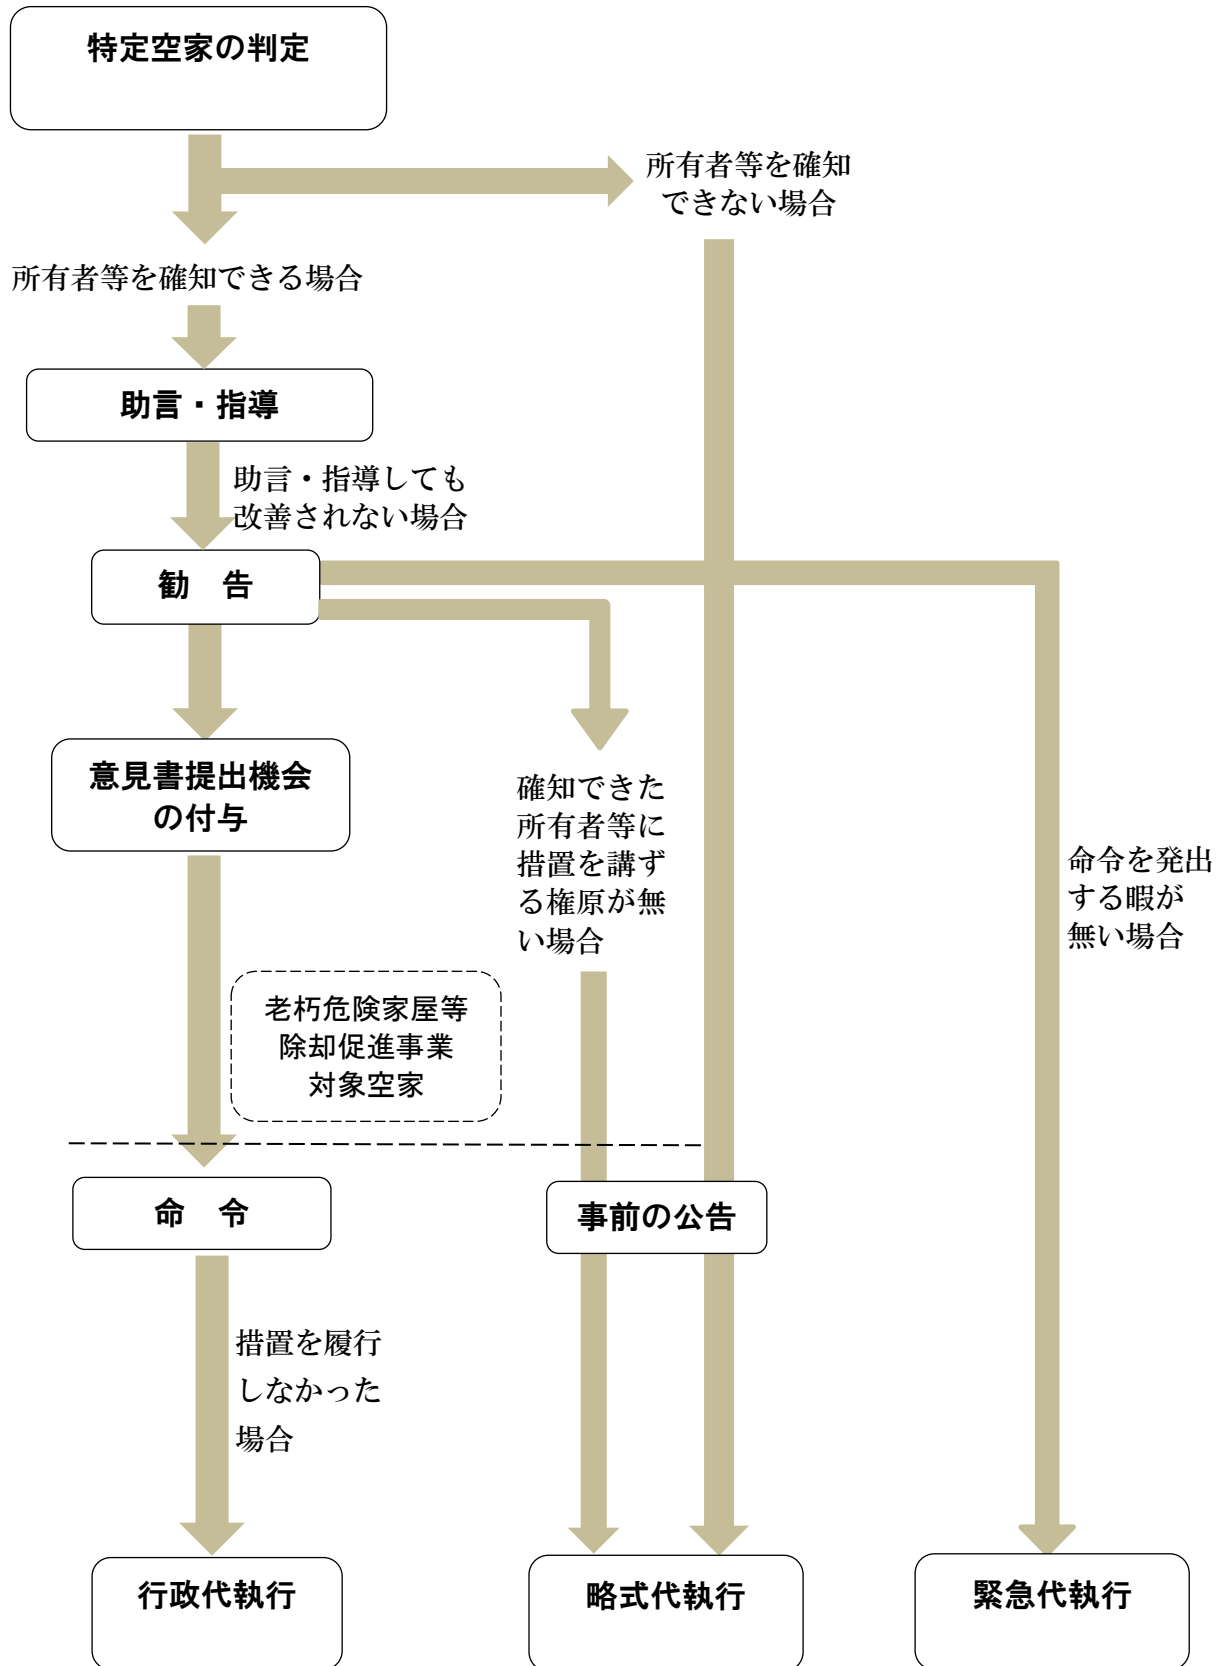 特定空家の判定
所有者等を確知
できない場合
所有者等を確知できる場合
助言・指導
助言・指導しても
改善されない場合
勧　告
意見書提出機会
の付与
確知できた
所有者等に
措置を講ず
る権原が無
い場合
命令を発出
する暇が
無い場合
老朽危険家屋等
除却促進事業
対象空家
命　令
事前の公告
措置を履行
しなかった
場合
行政代執行
略式代執行
緊急代執行